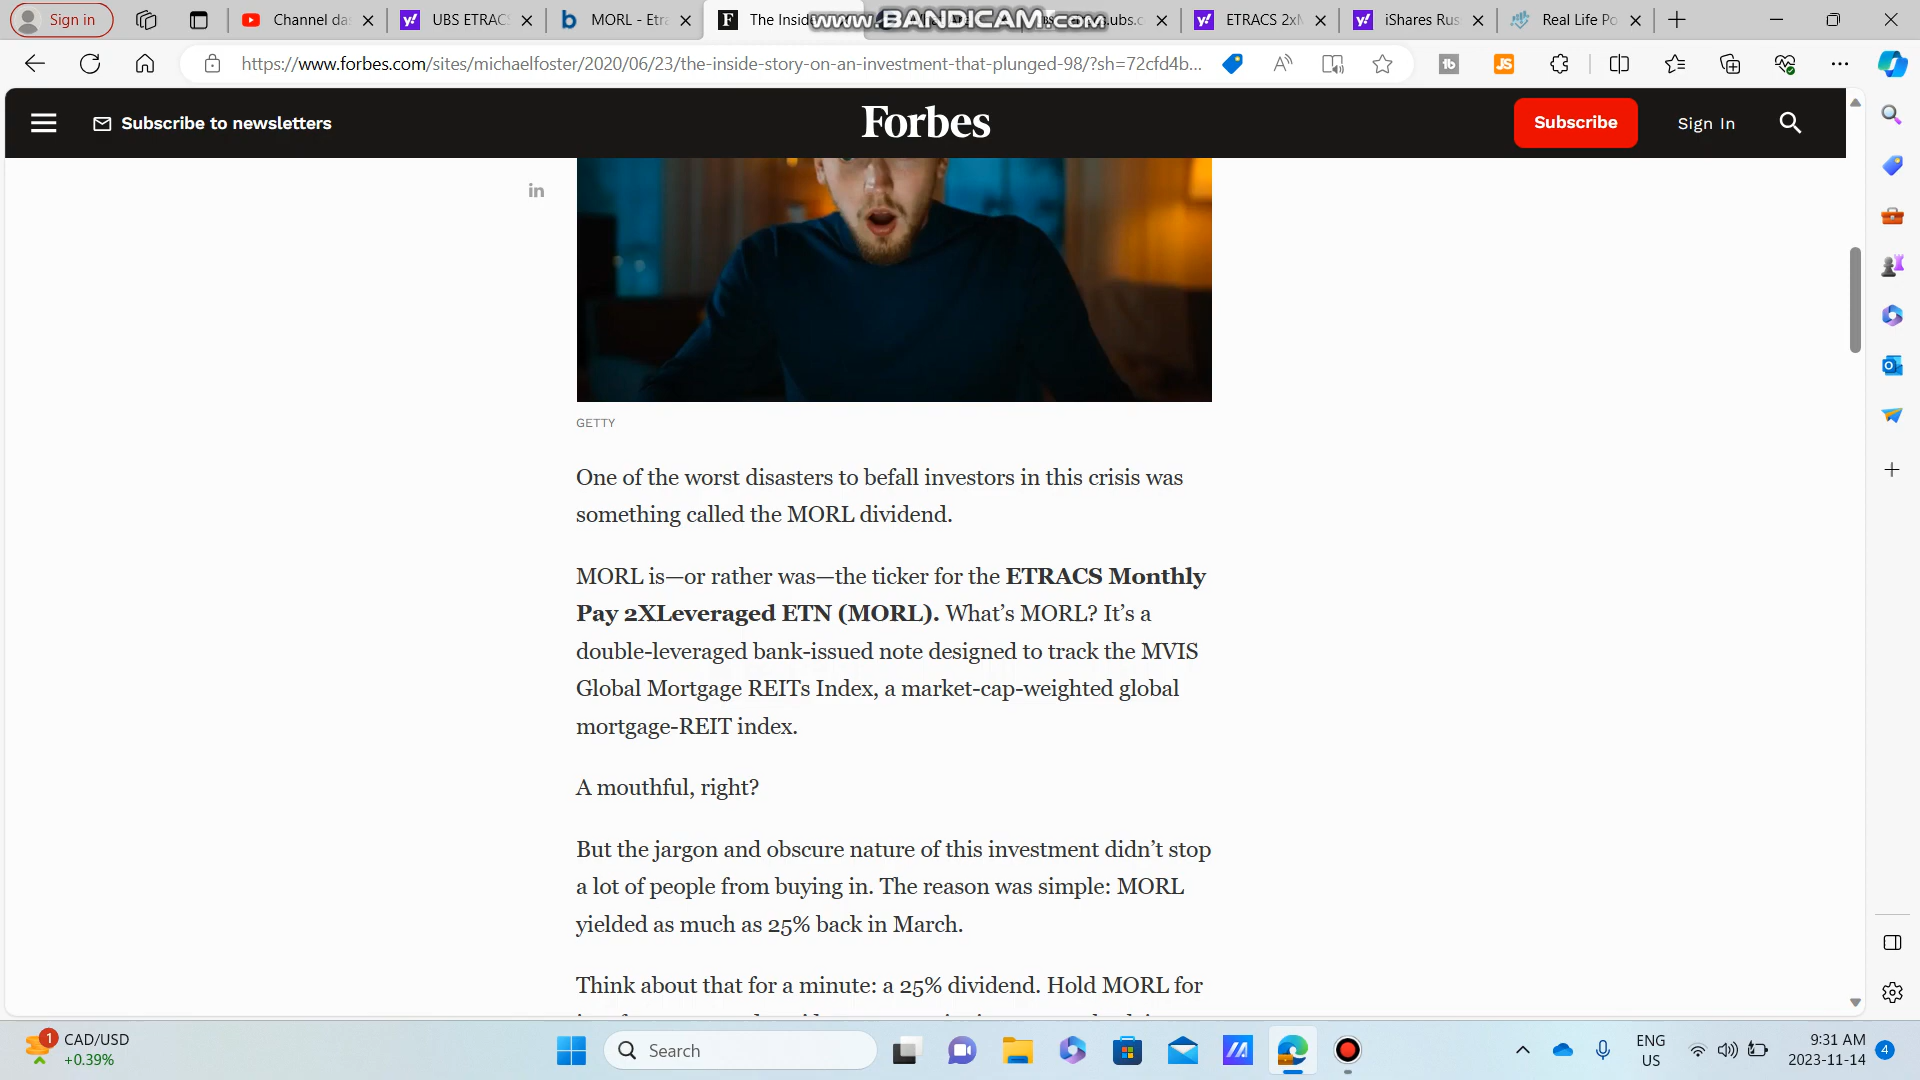 Sign in
Channel da
UBS ETRACS
MORL - Etra
The Insid
www.BANDICAM.com
.ubs.c
ETRACS 2xM
iShares Rus
Real Life Po
https://www.forbes.com/sites/michaelfoster/2020/06/23/the-inside-story-on-an-investment-that-plunged-98/?sh=72cfd4b...
Subscribe to newsletters
Forbes
Subscribe
Sign In
in
GETTY
One of the worst disasters to befall investors in this crisis was
something called the MORL dividend.
MORL is—or rather was—the ticker for the ETRACS Monthly
Pay 2XLeveraged ETN (MORL). What's MORL? It's a
double-leveraged bank-issued note designed to track the MVIS
Global Mortgage REITs Index, a market-cap-weighted global
mortgage-REIT index.
A mouthful, right?
But the jargon and obscure nature of this investment didn't stop
a lot of people from buying in. The reason was simple: MORL
yielded as much as 25% back in March.
Think about that for a minute: a 25% dividend. Hold MORL for
1
CAD/USD
+0.39%
Search
ENG
US
9:31 AM
2023-11-14
4